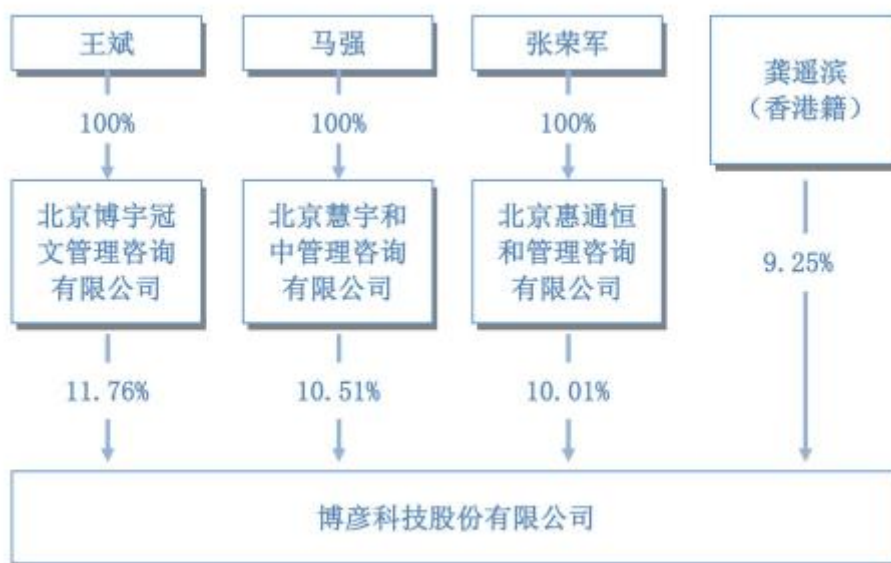 王斌
马强
张荣军
龚遥滨
（香港籍）
100%
100%
100%
北京博宇冠
文管理咨询
有限公司
北京慧宇和
中管理咨询
有限公司
北京惠通恒
和管理咨询
有限公司
9.25%
11.76%
10.51%
10.01%
博彦科技股份有限公司